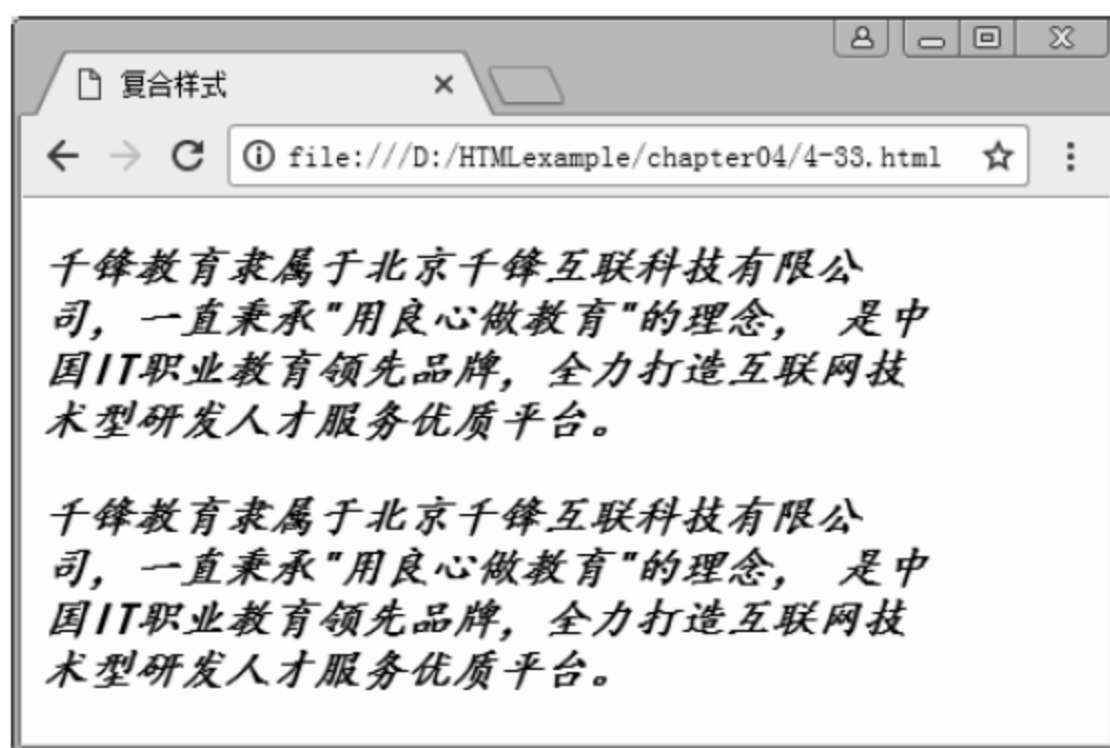 复合样式
file:///D:/HTMLexample/chapter04/4-33.html
千锋教育隶属于北京千锋互联科技有限公
司，一直秉承"用良心做教育"的理念， 是中
国IT职业教育领先品牌，全力打造互联网技
术型研发人才服务优质平台。
千锋教育隶属于北京千锋互联科技有限公
司，一直秉承"用良心做教育"的理念， 是中
国IT职业教育领先品牌，全力打造互联网技
术型研发人才服务优质平台。